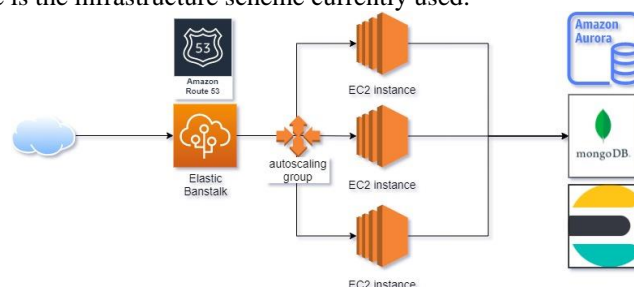 e is the infrastructure scheme currently used.
Amazon
Aurora
53
Amazon
Route 53
EC2 instance
mongoDB.
Elastic
Banstalk
autoscaling
group
EC2 instance
EC2 instance